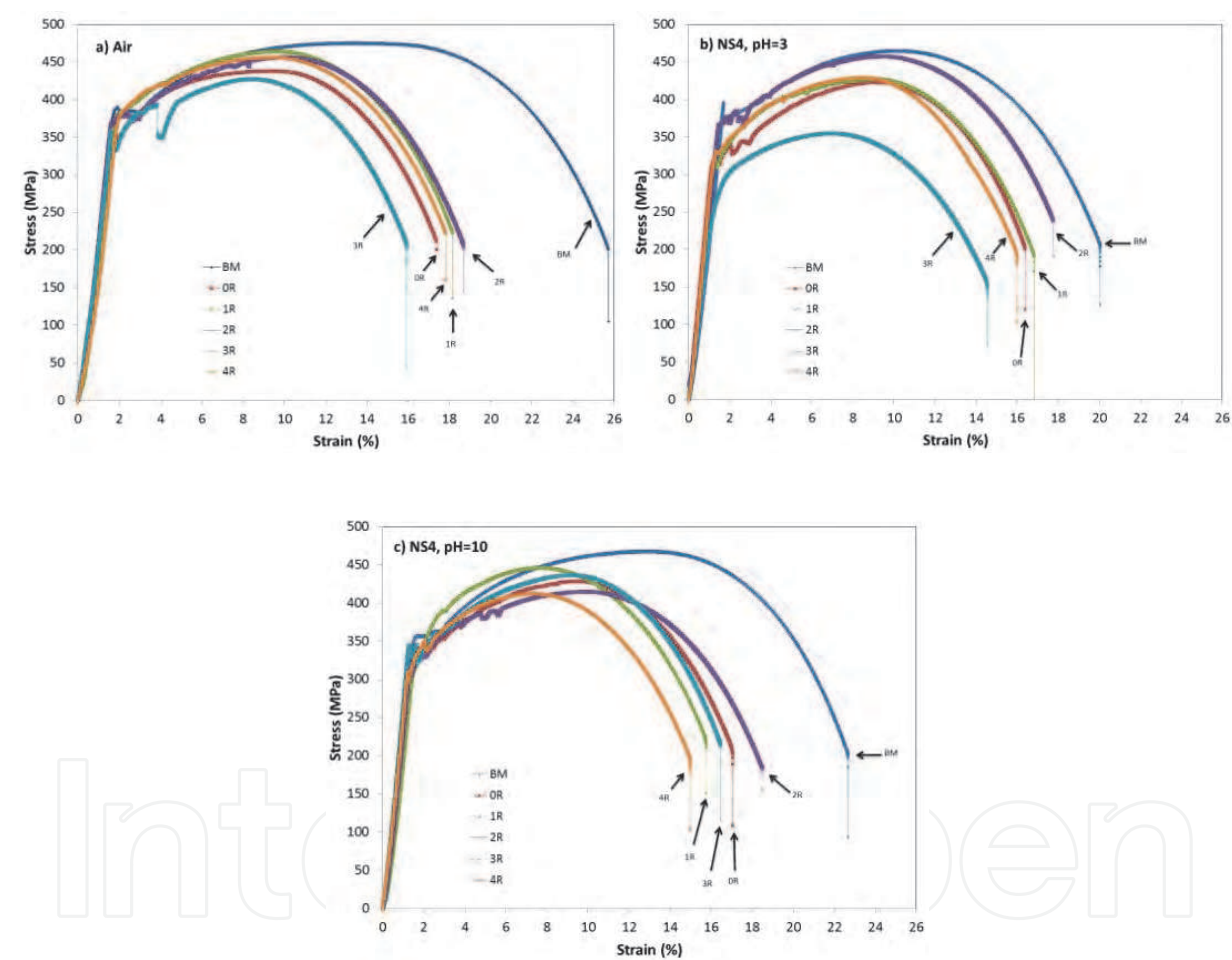 a) Air
Stress (MPa)
500
450
400
350
300
250
200
150
100
50
0
3R
0R
4R
1R
2R
BM
BM
0R
1R
2R
3R
4R
0 2 4 6 8 10 12 14 16 18 20 22 24 26
Strain (%)
b) NS4, pH=3
Stress (MPa)
500
450
400
350
300
250
200
150
100
50
0
3R
4R
0R
1R
2R
BM
BM
0R
1R
2R
3R
4R
0 2 4 6 8 10 12 14 16 18 20 22 24 26
Strain (%)
c) NS4, pH=10
Stress (MPa)
500
450
400
350
300
250
200
150
100
50
0
4R
1R
3R
0R
2R
BM
BM
0R
1R
2R
3R
4R
0 2 4 6 8 10 12 14 16 18 20 22 24 26
Strain (%)